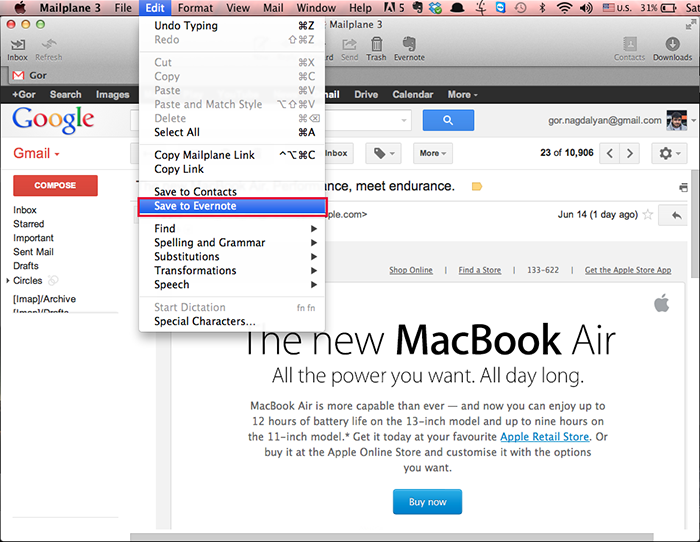 Mailplane 3 Edit Format View Mail Window Help A 5 U.S. 31% Sat
Mailplane 3
Inbox Refresh Send Trash Evernote Contacts Downloads
Gor
+Gor Search Images Drive Calendar More
Google
gor.nagdalyan@gmail.com
Gmail
Inbox
More
23 of 10,906
COMPOSE
Inbox
Starred
Important
Sent Mail
Drafts
Circles
[Imap]/Archive
[Imap]/Drafts
Undo Typing ⌘Z
Redo ⇧⌘Z
Cut ⌘X
Copy ⌘C
Paste ⌘V
Paste and Match Style ⌥⇧⌘V
Delete ⌘⌫
Select All ⌘A
Copy Mailplane Link ^⌥⌘C
Copy Link
Save to Contacts
Save to Evernote
Find
Spelling and Grammar
Substitutions
Transformations
Speech
Start Dictation fn fn
Special Characters...
Performance, meet endurance.
ple.com>
Jun 14 (1 day ago)
Shop Online | Find a Store | 133-622 | Get the Apple Store App
The new MacBook Air
All the power you want. All day long.
MacBook Air is more capable than ever — and now you can enjoy up to
12 hours of battery life on the 13-inch model and up to nine hours on
the 11-inch model.* Get it today at your favourite Apple Retail Store. Or
buy it at the Apple Online Store and customise it with the options
you want.
Buy now